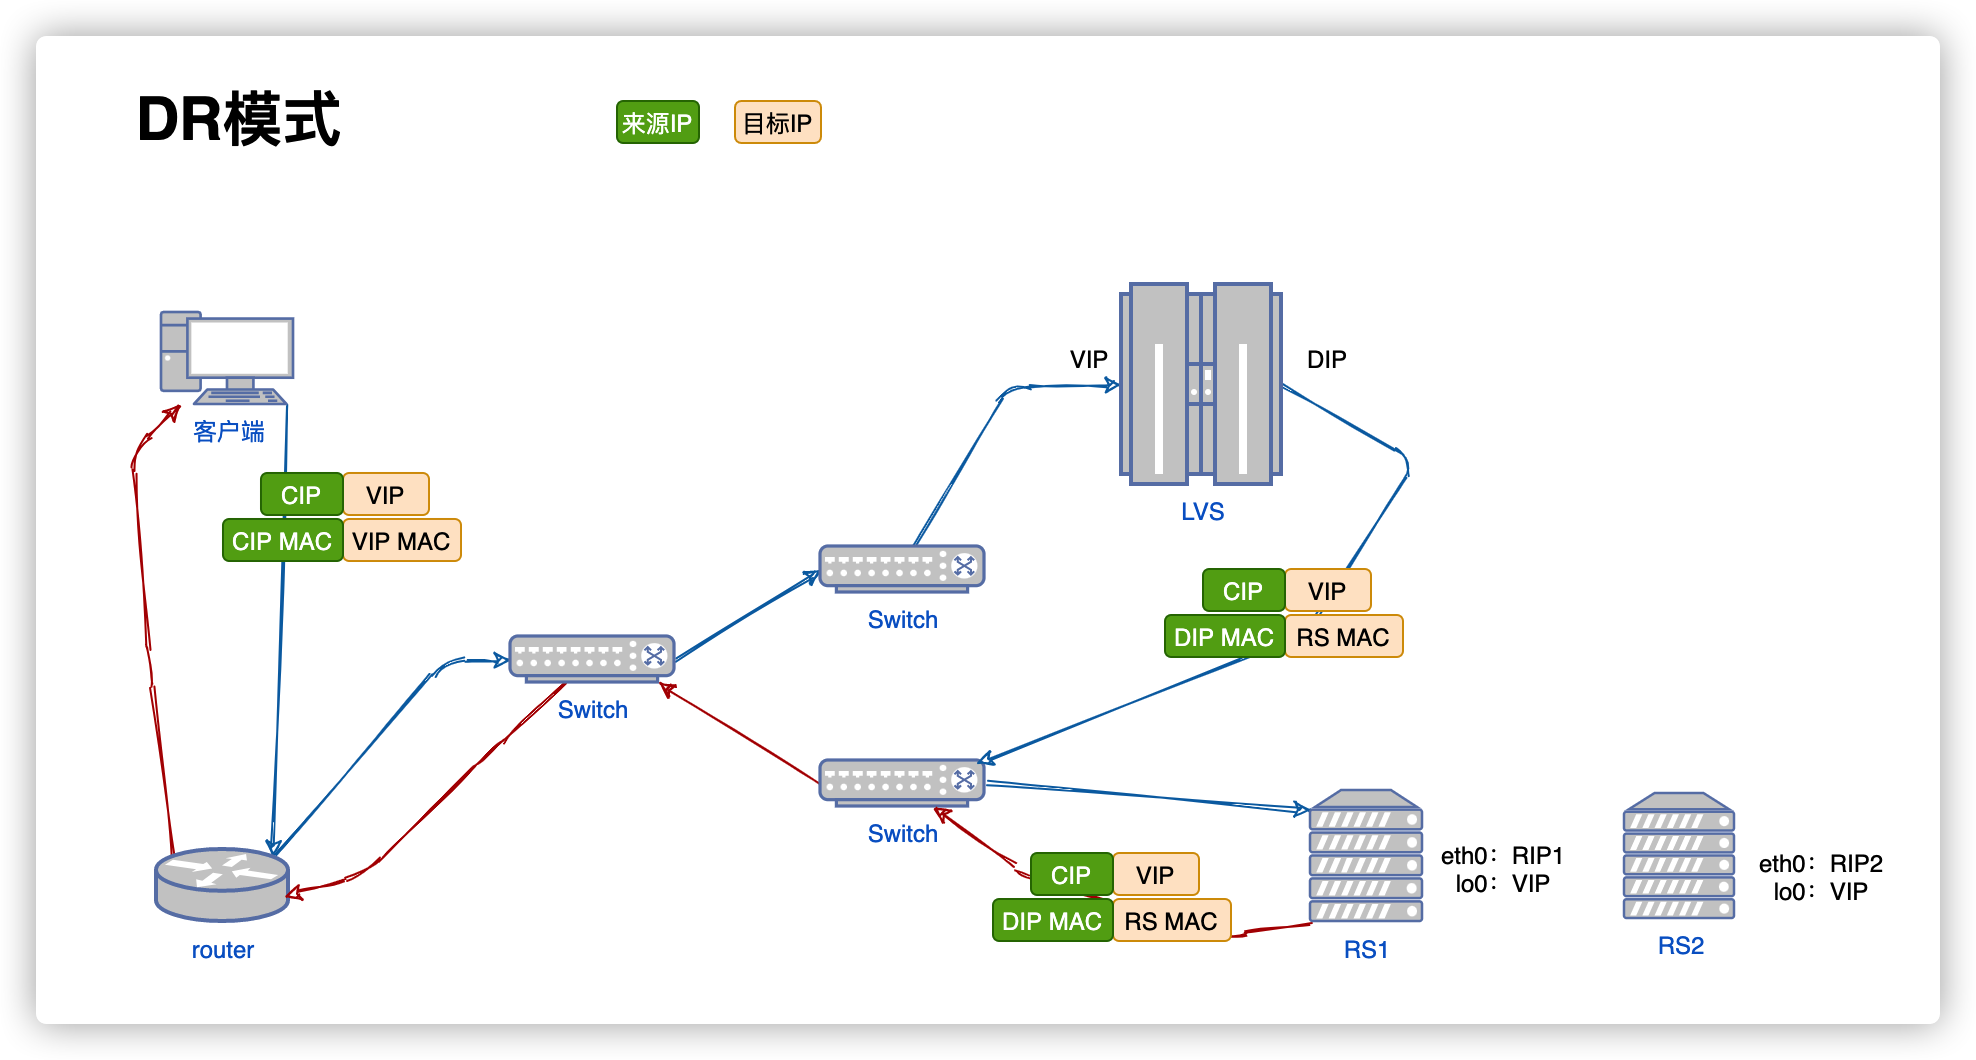 DR模式
来源IP 目标IP
VIP
DIP
客户端
LVS
CIP VIP
CIP MAC VIP MAC
Switch
CIP VIP
DIP MAC RS MAC
Switch
Switch
CIP VIP
DIP MAC RS MAC
eth0：RIP1
lo0：VIP
eth0：RIP2
lo0：VIP
router
RS1
RS2